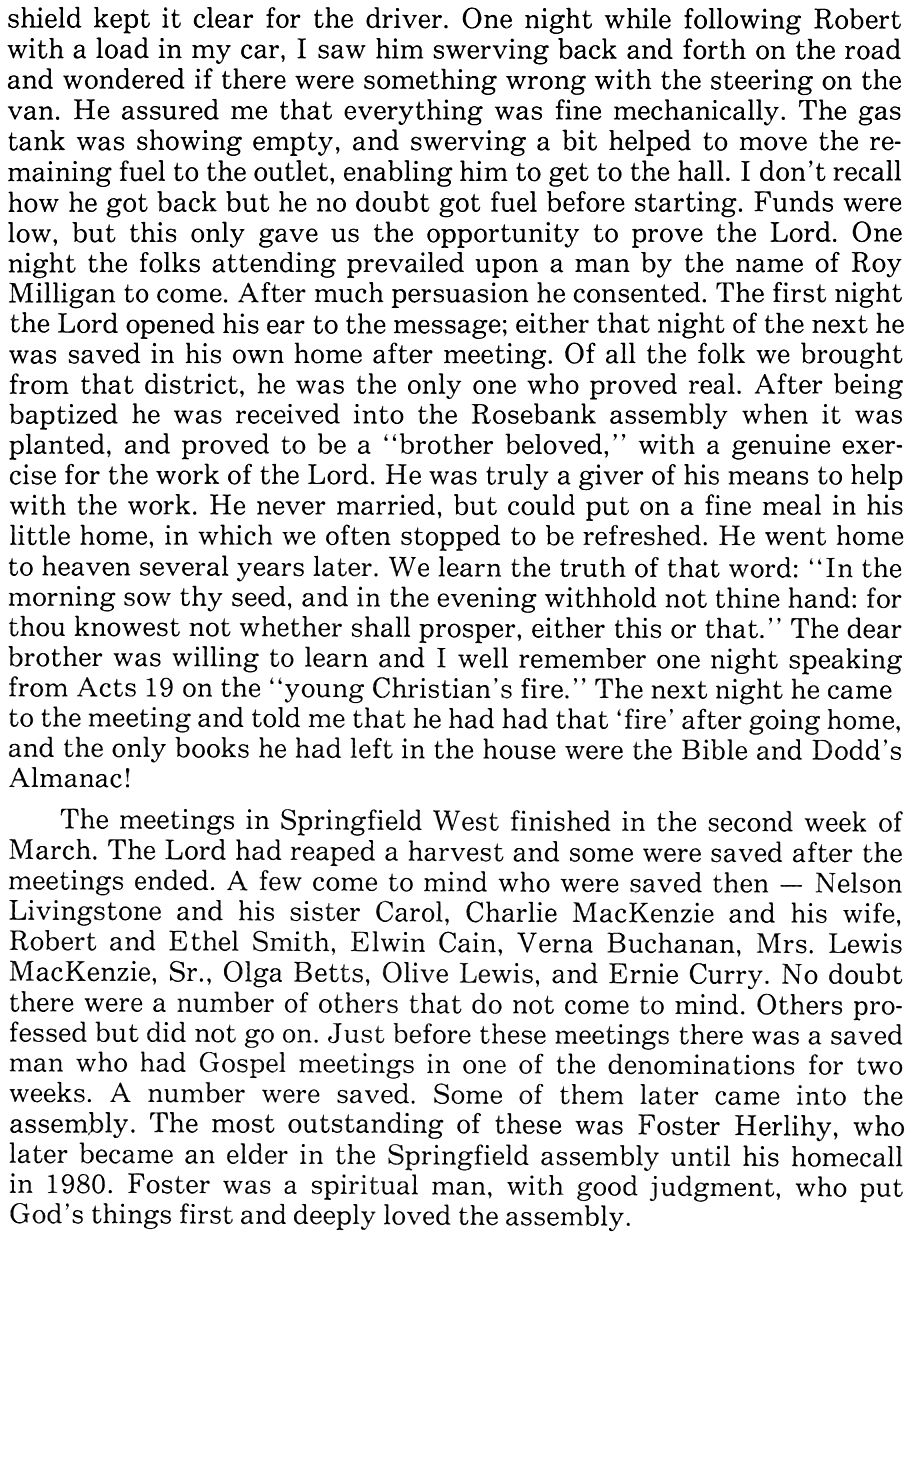 shield kept it clear for the driver. One night while following Robert
with a load in my car, I saw him swerving back and forth on the road
and wondered if there were something wrong with the steering on the
van. He assured me that everything was fine mechanically. The gas
tank was showing empty, and swerving a bit helped to move the re-
maining fuel to the outlet, enabling him to get to the hall. I don't recall
how he got back but he no doubt got fuel before starting. Funds were
low, but this only gave us the opportunity to prove the Lord. One
night the folks attending prevailed upon a man by the name of Roy
Milligan to come. After much persuasion he consented. The first night
the Lord opened his ear to the message; either that night of the next he
was saved in his own home after meeting. Of all the folk we brought
from that district, he was the only one who proved real. After being
baptized he was received into the Rosebank assembly when it was
planted, and proved to be a ''brother beloved,'' with a genuine exer-
cise for the work of the Lord. He was truly a giver of his means to help
with the work. He never married, but could put on a fine meal in his
little home, in which we often stopped to be refreshed. He went home
to heaven several years later. We learn the truth of that word: ''In the
morning sow thy seed, and in the evening withhold not thine hand: for
thou knowest not whether shall prosper, either this or that.'' The dear
brother was willing to learn and I well remember one night speaking
from Acts 19 on the ''young Christian's fire.'' The next night he came
to the meeting and told me that he had had that 'fire' after going home,
and the only books he had left in the house were the Bible and Dodd's
Almanac!
The meetings in Springfield West finished in the second week of
March. The Lord had reaped a harvest and some were saved after the
meetings ended. A few come to mind who were saved then — Nelson
Livingstone and his sister Carol, Charlie MacKenzie and his wife,
Robert and Ethel Smith, Elwin Cain, Verna Buchanan, Mrs. Lewis
MacKenzie, Sr., Olga Betts, Olive Lewis, and Ernie Curry. No doubt
there were a number of others that do not come to mind. Others pro-
fessed but did not go on. Just before these meetings there was a saved
man who had Gospel meetings in one of the denominations for two
weeks. A number were saved. Some of them later came into the
assembly. The most outstanding of these was Foster Herlihy, who
later became an elder in the Springfield assembly until his homecall
in 1980. Foster was a spiritual man, with good judgment, who put
God's things first and deeply loved the assembly.